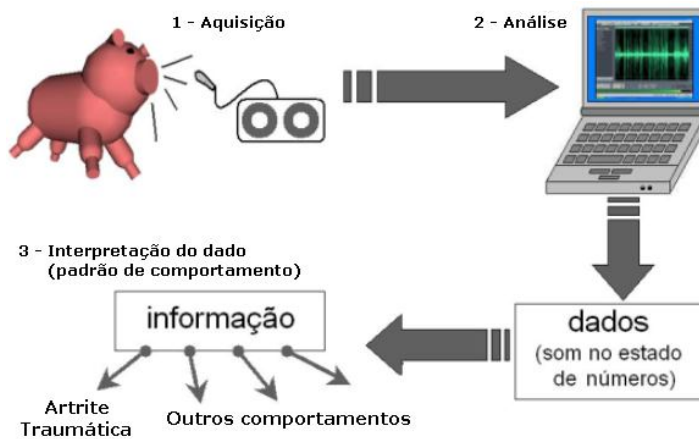 1 - Aquisição
2 - Análise
3 - Interpretação do dado
(padrão de comportamento)
informação
dados
(som no estado
de números)
Artrite
Traumática
Outros comportamentos